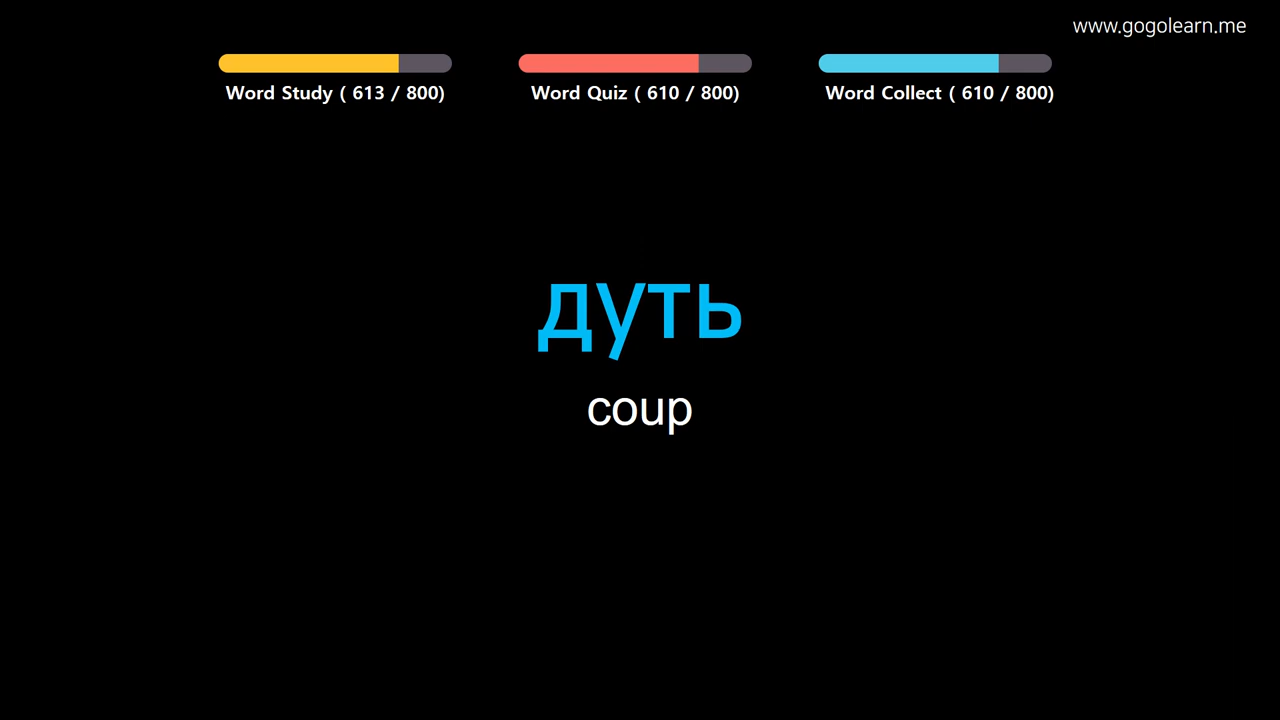 www.gogolearn.me
Word Study ( 613 / 800)
Word Quiz ( 610 / 800)
Word Collect ( 610 / 800)
дуть
coup